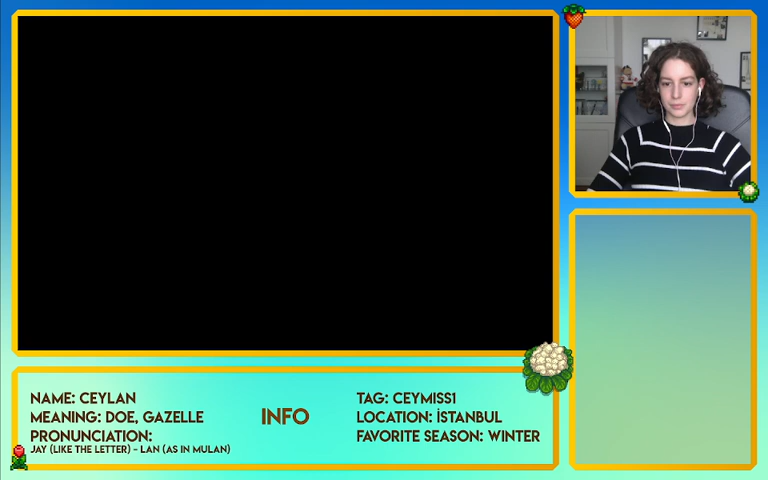 NAME: CEYLAN
MEANING: DOE, GAZELLE
PRONUNCIATION:
JAY (LIKE THE LETTER) - LAN (AS IN MULAN)
INFO
TAG: CEYMISS1
LOCATION: İSTANBUL
FAVORITE SEASON: WINTER